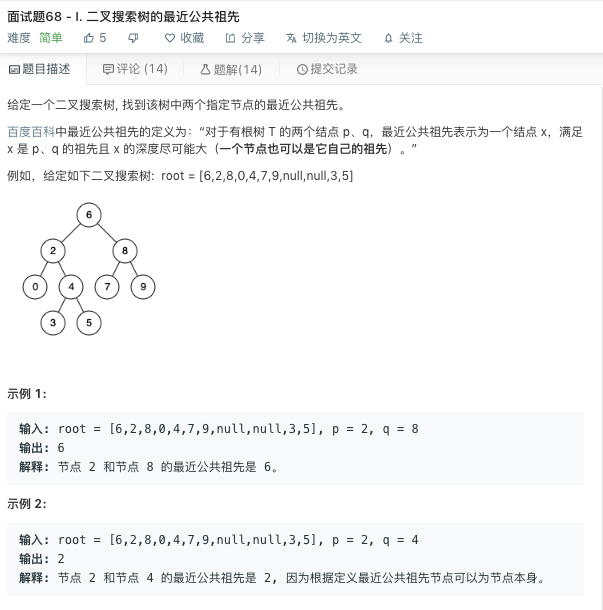 面试题68 - I. 二叉搜索树的最近公共祖先
难度 简单 5 收藏 分享 切换为英文 关注
题目描述 评论 (14) 题解(14) 提交记录
给定一个二叉搜索树, 找到该树中两个指定节点的最近公共祖先。
百度百科中最近公共祖先的定义为：“对于有根树 T 的两个结点 p、q，最近公共祖先表示为一个结点 x，满足
x 是 p、q 的祖先且 x 的深度尽可能大（一个节点也可以是它自己的祖先）。”
例如，给定如下二叉搜索树: root = [6,2,8,0,4,7,9,null,null,3,5]
6
2 8
0 4 7 9
3 5
示例 1:
输入: root = [6,2,8,0,4,7,9,null,null,3,5], p = 2, q = 8
输出: 6
解释: 节点 2 和节点 8 的最近公共祖先是 6。
示例 2:
输入: root = [6,2,8,0,4,7,9,null,null,3,5], p = 2, q = 4
输出: 2
解释: 节点 2 和节点 4 的最近公共祖先是 2, 因为根据定义最近公共祖先节点可以为节点本身。